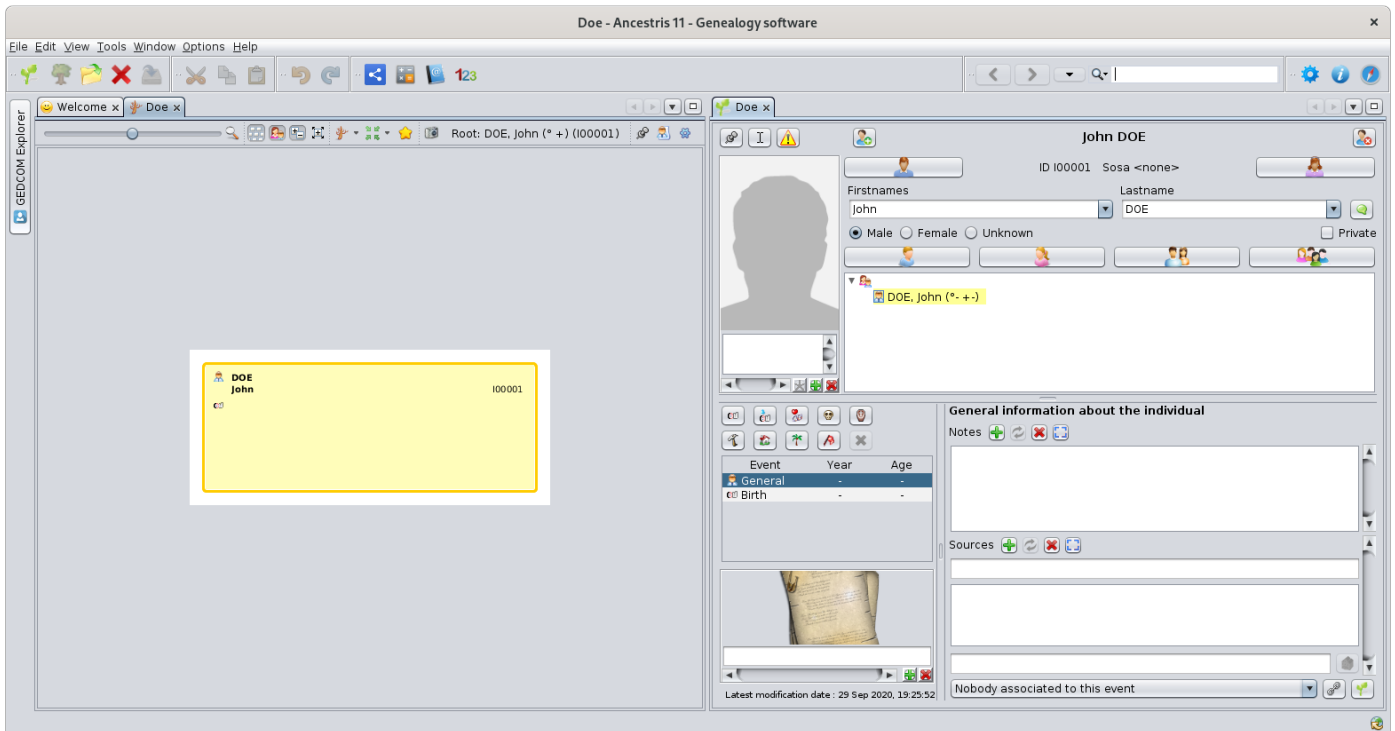 Doe - Ancestris 11 - Genealogy software
File Edit View Tools Window Options Help
123
GEDCOM Explorer
Welcome
Doe
Root: DOE, John (° +) (I00001)
DOE
John
I00001
Doe
John DOE
ID I00001 Sosa <none>
Firstnames Lastname
John DOE
Male Female Unknown Private
DOE, John (°- +-)
Event Year Age
General - -
Birth - -
Latest modification date : 29 Sep 2020, 19:25:52
General information about the individual
Notes
Sources
Nobody associated to this event